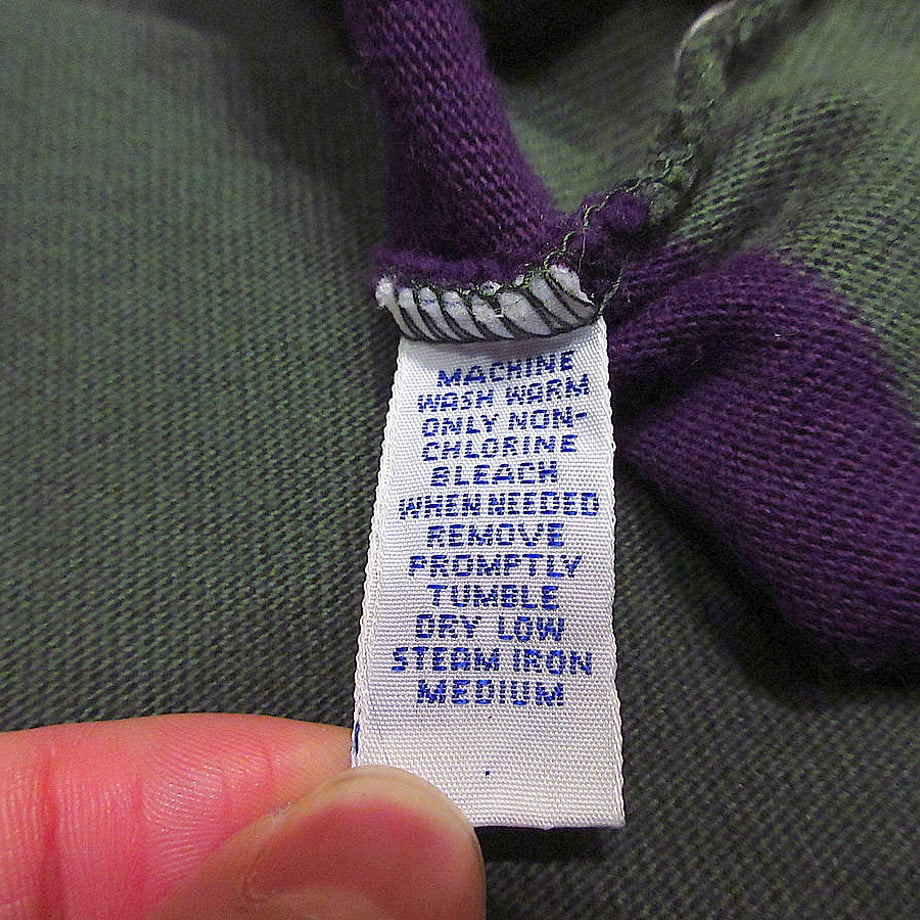 MACHINE
WASH WARM
ONLY NON-
CHLORINE
BLEACH
WHEN NEEDED
REMOVE
PROMPTLY
TUMBLE
DRY LOW
STEAM IRON
MEDIUM